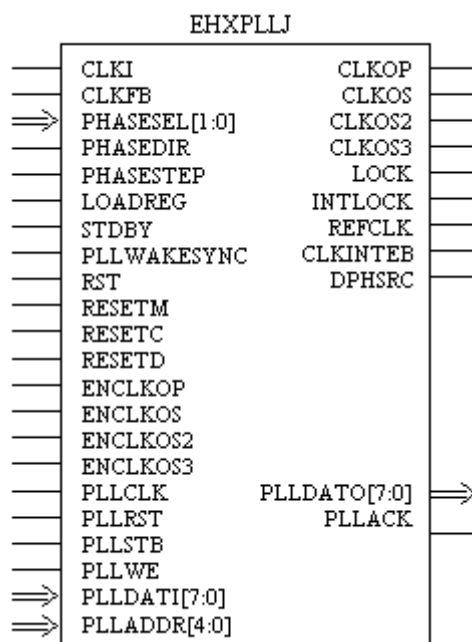 EHXPLLJ
CLKI CLKOP
CLKFB CLKOS
PHASESEL[1:0] CLKOS2
PHASEDIR CLKOS3
PHASESTEP LOCK
LOADREG INTLOCK
STDBY REFCLK
PLLWAKESYNC CLKINTEB
RST DPHSRC
RESETM
RESETC
RESETD
ENCLKOP
ENCLKOS
ENCLKOS2
ENCLKOS3
PLLCLK PLLDATO[7:0]
PLLRST PLLACK
PLLSTB
PLLWE
PLLDATI[7:0]
PLLADDR[4:0]